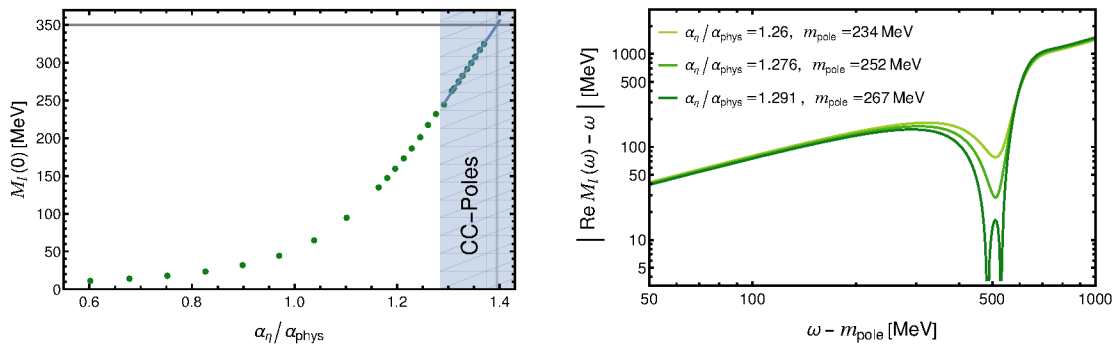 350
300
250
200
150
100
50
0
M_l(0) [MeV]
CC-Poles
0.6
0.8
1.0
1.2
1.4
α_η/α_phys
1000
500
100
50
10
5
| Re M_l(ω) − ω | [MeV]
α_η/α_phys=1.26, m_pole=234 MeV
α_η/α_phys=1.276, m_pole=252 MeV
α_η/α_phys=1.291 , m_pole=267 MeV
50
100
500
1000
ω − m_pole [MeV]